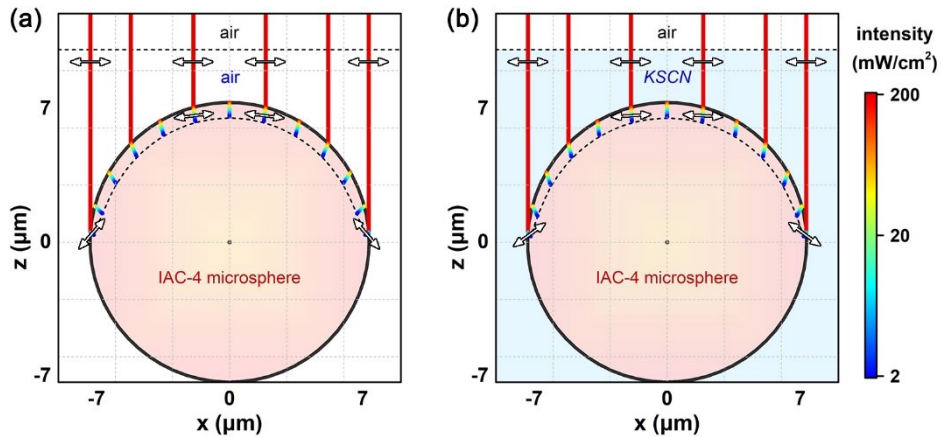 (a)
air
air
7
0
-7
z (µm)
IAC-4 microsphere
-7
0
7
x (µm)
(b)
air
KSCN
7
0
-7
z (µm)
IAC-4 microsphere
-7
0
7
x (µm)
intensity
(mW/cm²)
200
20
2